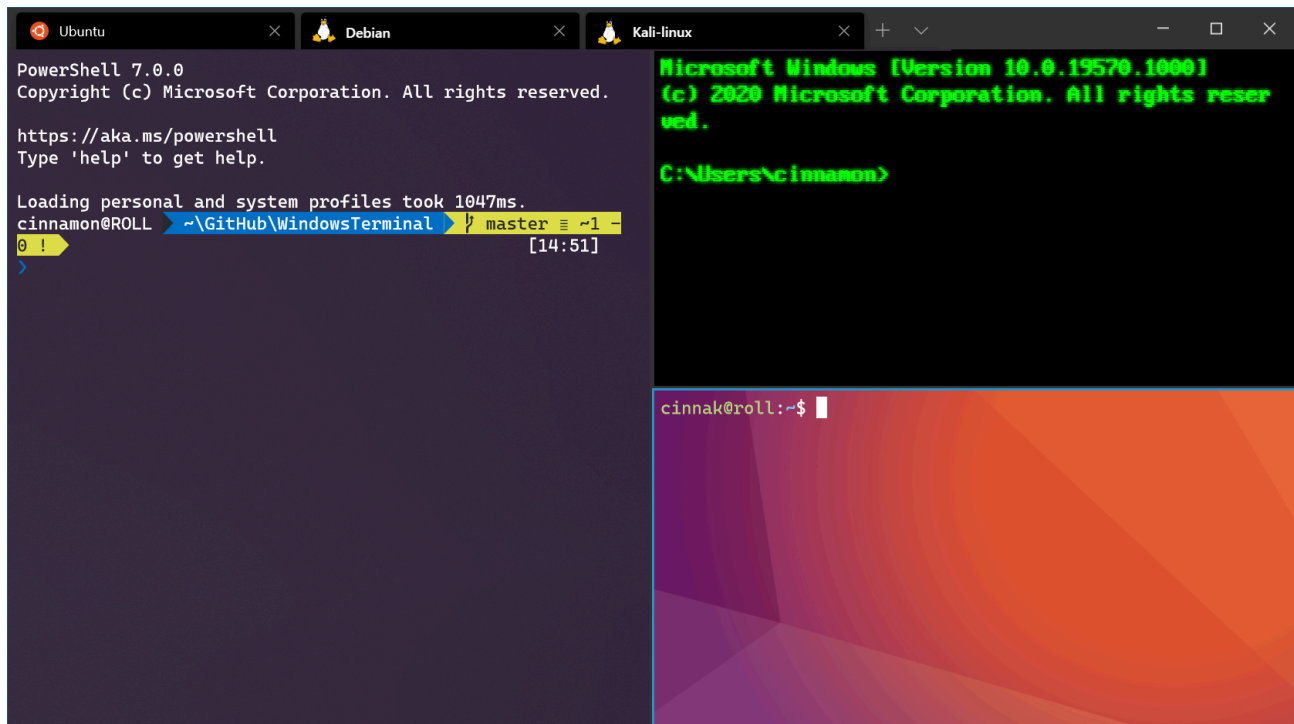 Ubuntu
Debian
Kali-linux
PowerShell 7.0.0
Copyright (c) Microsoft Corporation. All rights reserved.
https://aka.ms/powershell
Type 'help' to get help.
Loading personal and system profiles took 1047ms.
cinnamon@ROLL ~\GitHub\WindowsTerminal master ≡ ~1 -
0 ! [14:51]
❯
Microsoft Windows [Version 10.0.19570.1000]
(c) 2020 Microsoft Corporation. All rights reser
ved.
C:\Users\cinnamon>
cinnak@roll:~$